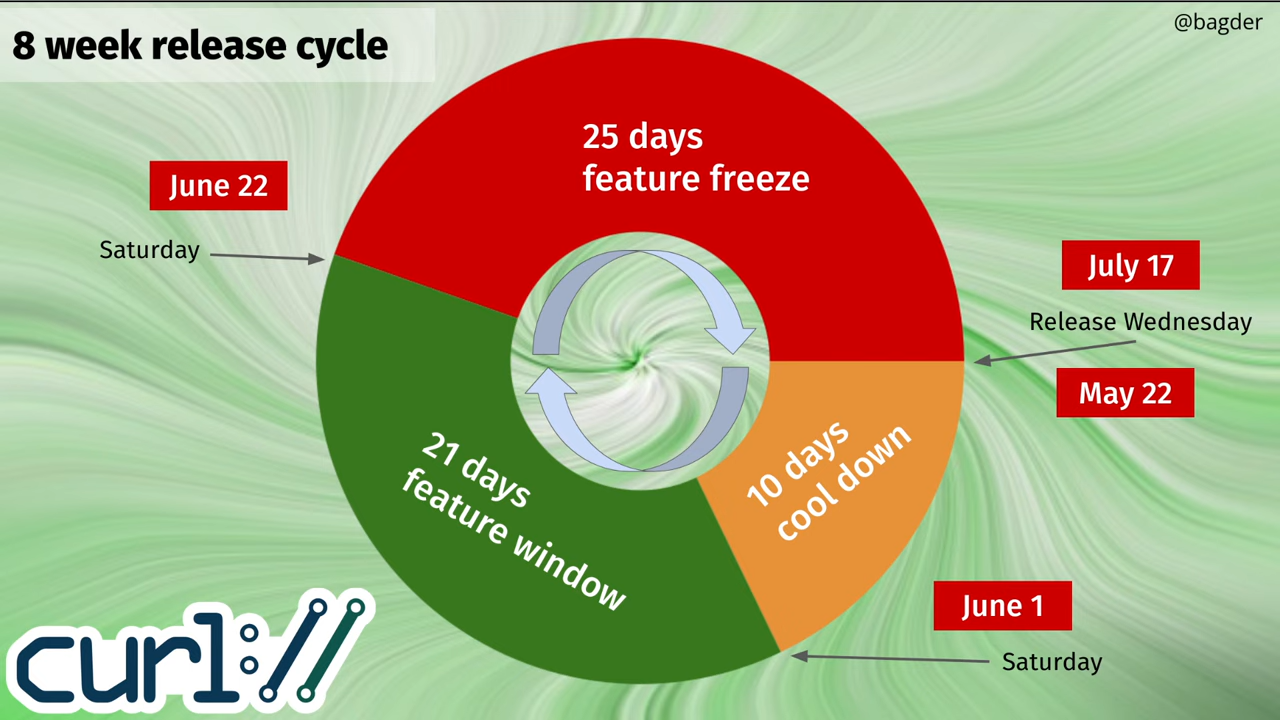 @bagder
8 week release cycle
25 days
feature freeze
June 22
Saturday
July 17
Release Wednesday
May 22
10 days
cool down
21 days
feature window
June 1
Saturday
curl://